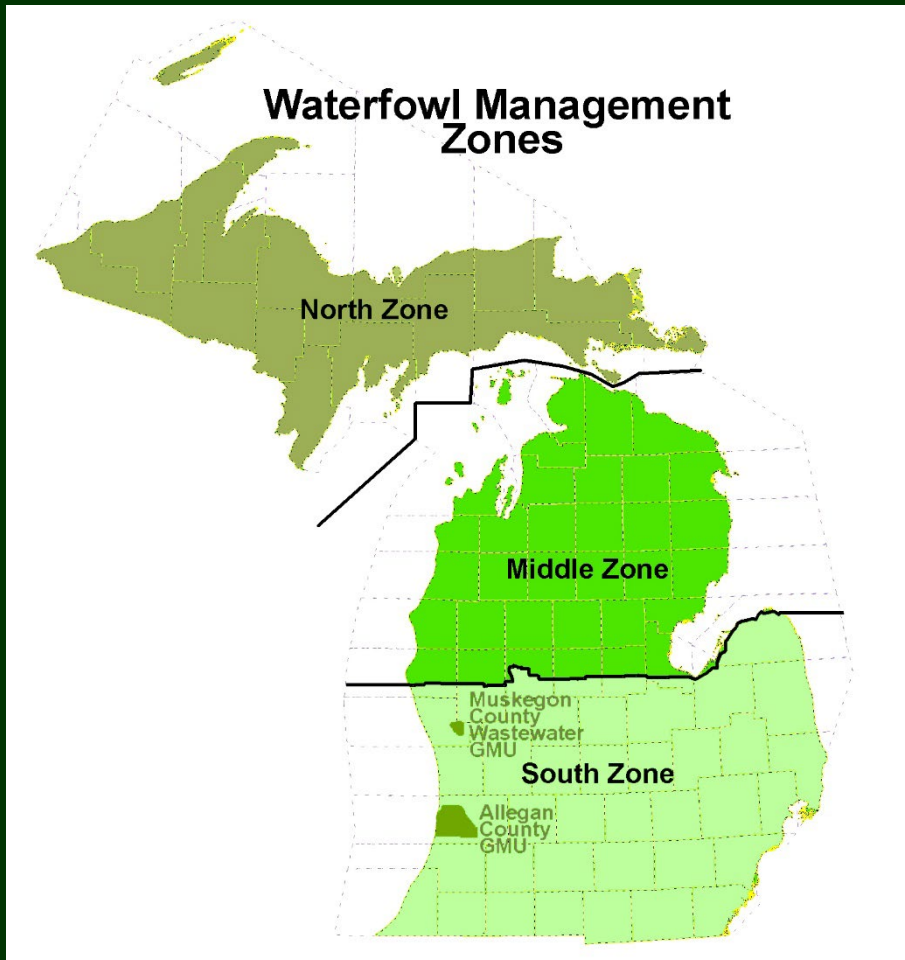 Waterfowl Management
Zones
North Zone
Middle Zone
Muskegon
County
Wastewater
GMU
South Zone
Allegan
County
GMU